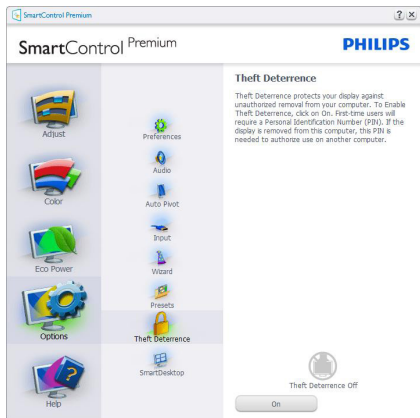 SmartControl Premium
? X
SmartControl Premium
PHILIPS
Adjust
Color
Eco Power
Options
Help
Preferences
Audio
Auto Pivot
Input
Wizard
Presets
Theft Deterrence
SmartDesktop
Theft Deterrence
Theft Deterrence protects your display against
unauthorized removal from your computer. To Enable
Theft Deterrence, click on On. First-time users will
require a Personal Identification Number (PIN). If the
display is removed from this computer, this PIN is
needed to authorize use on another computer.
Theft Deterrence Off
On